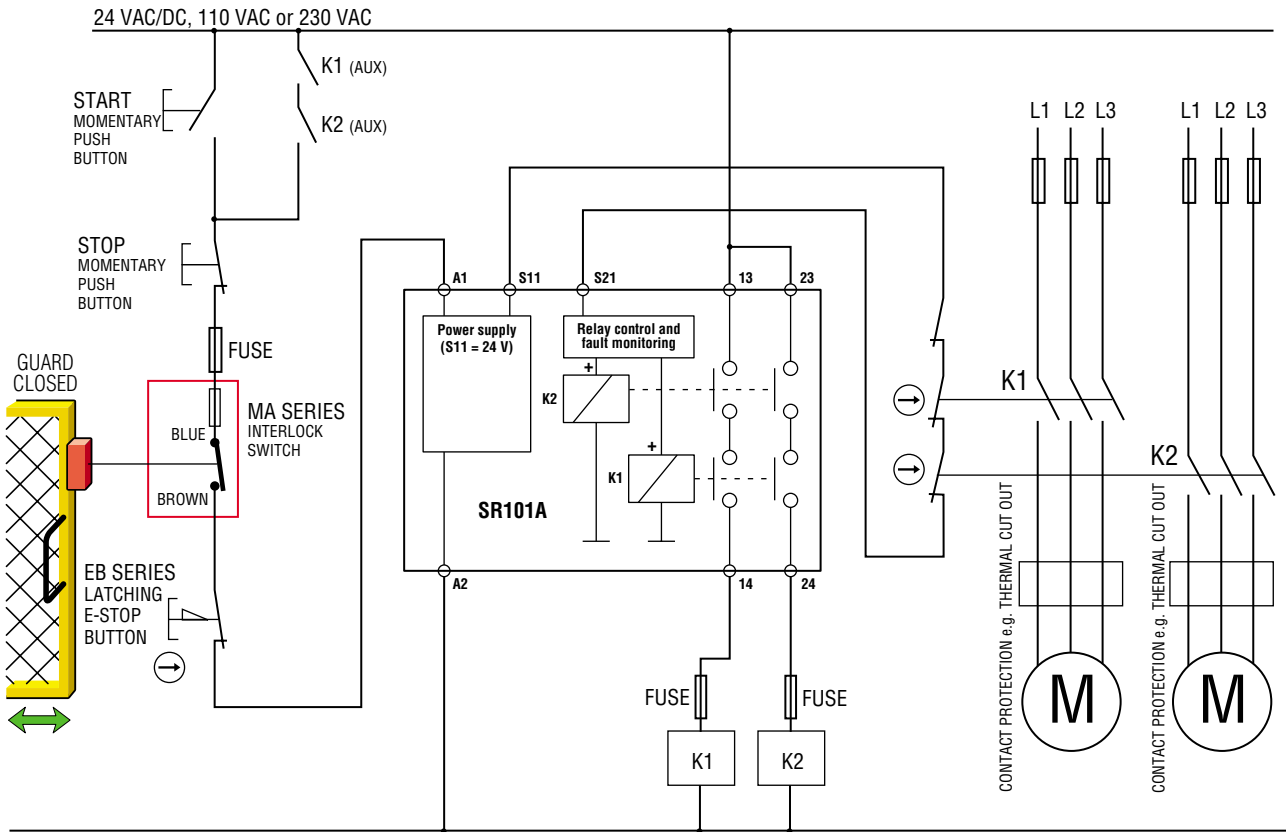 24 VAC/DC, 110 VAC or 230 VAC
K1 (AUX)
K2 (AUX)
START
MOMENTARY
PUSH
BUTTON
STOP
MOMENTARY
PUSH
BUTTON
FUSE
GUARD
CLOSED
MA SERIES
INTERLOCK
SWITCH
BLUE
BROWN
EB SERIES
LATCHING
E-STOP
BUTTON
A1
S11
S21
13
23
Power supply
(S11 = 24 V)
Relay control and
fault monitoring
+
K2
+
K1
SR101A
A2
14
24
FUSE
FUSE
K1
K2
L1 L2 L3
L1 L2 L3
K1
K2
CONTACT PROTECTION e.g. THERMAL CUT OUT
CONTACT PROTECTION e.g. THERMAL CUT OUT
M
M